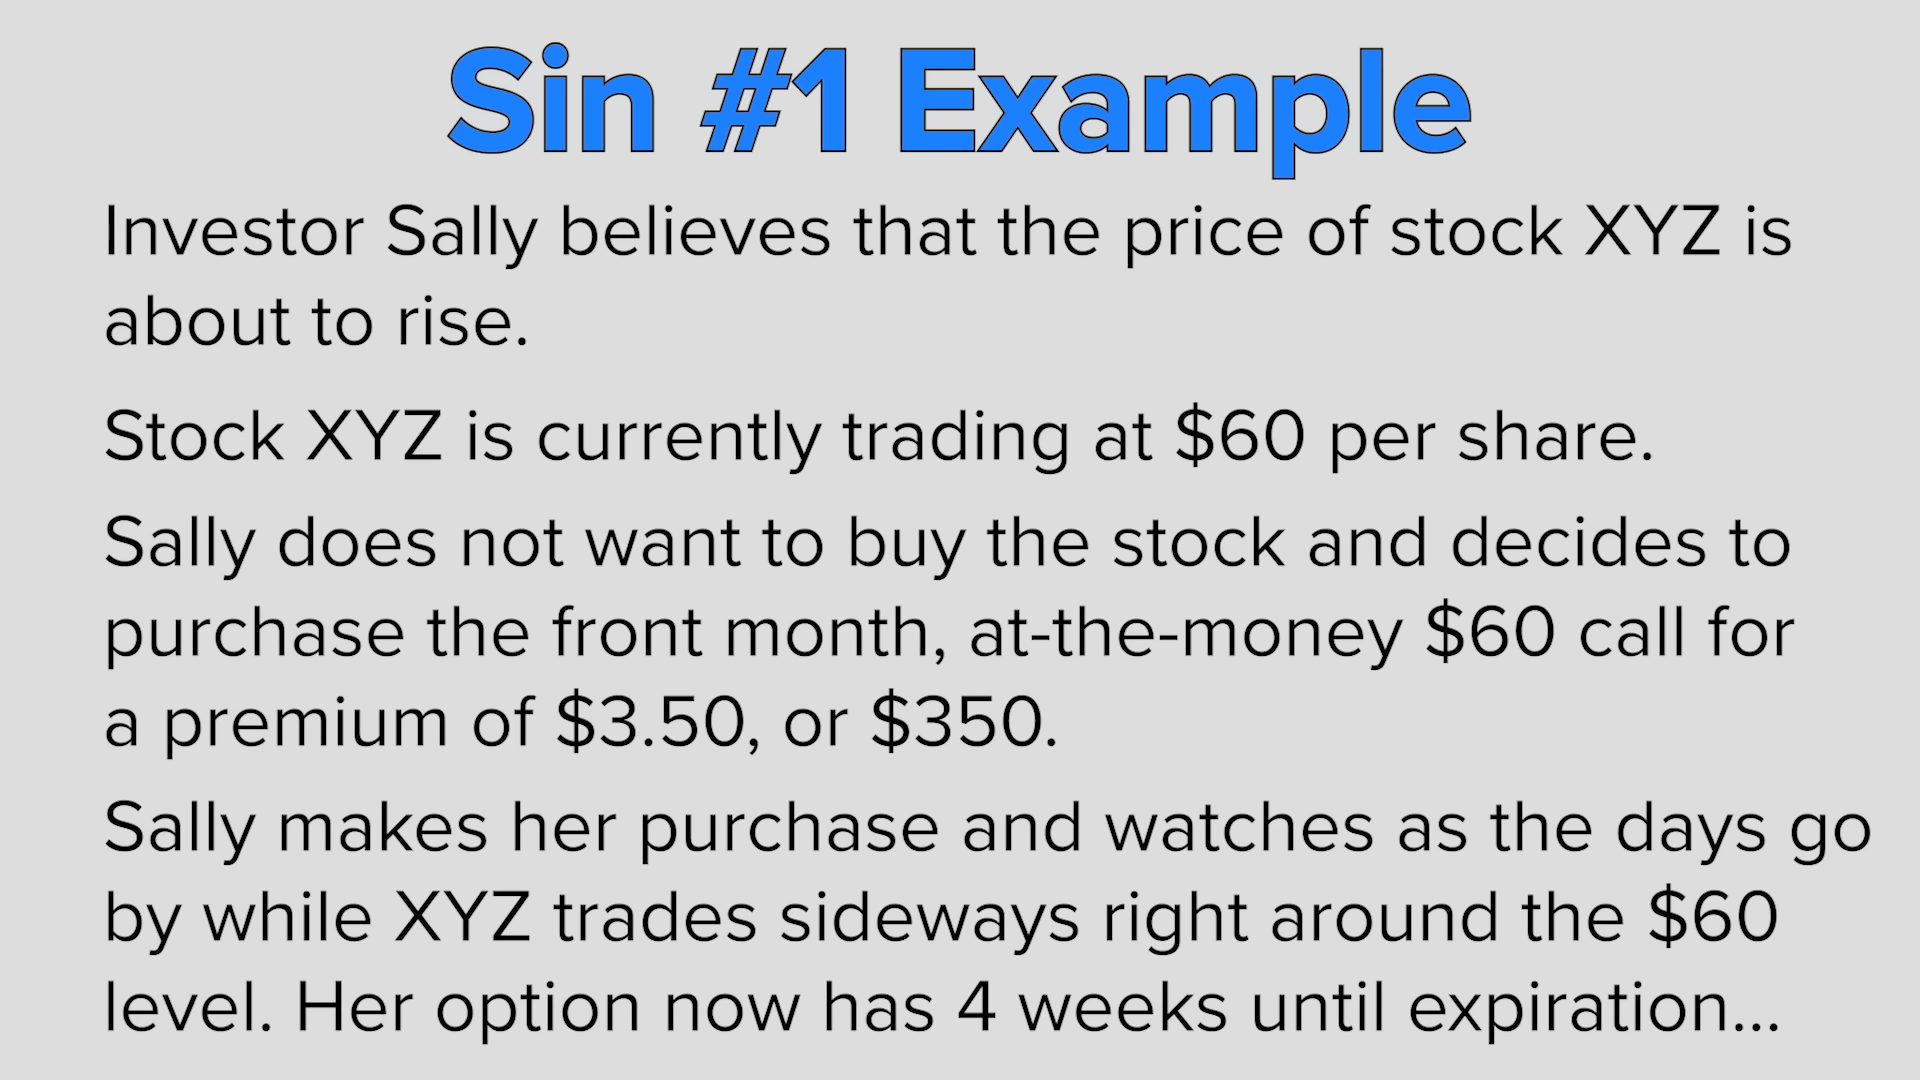 Sin #1 Example
Investor Sally believes that the price of stock XYZ is
about to rise.
Stock XYZ is currently trading at $60 per share.
Sally does not want to buy the stock and decides to
purchase the front month, at-the-money $60 call for
a premium of $3.50, or $350.
Sally makes her purchase and watches as the days go
by while XYZ trades sideways right around the $60
level. Her option now has 4 weeks until expiration...